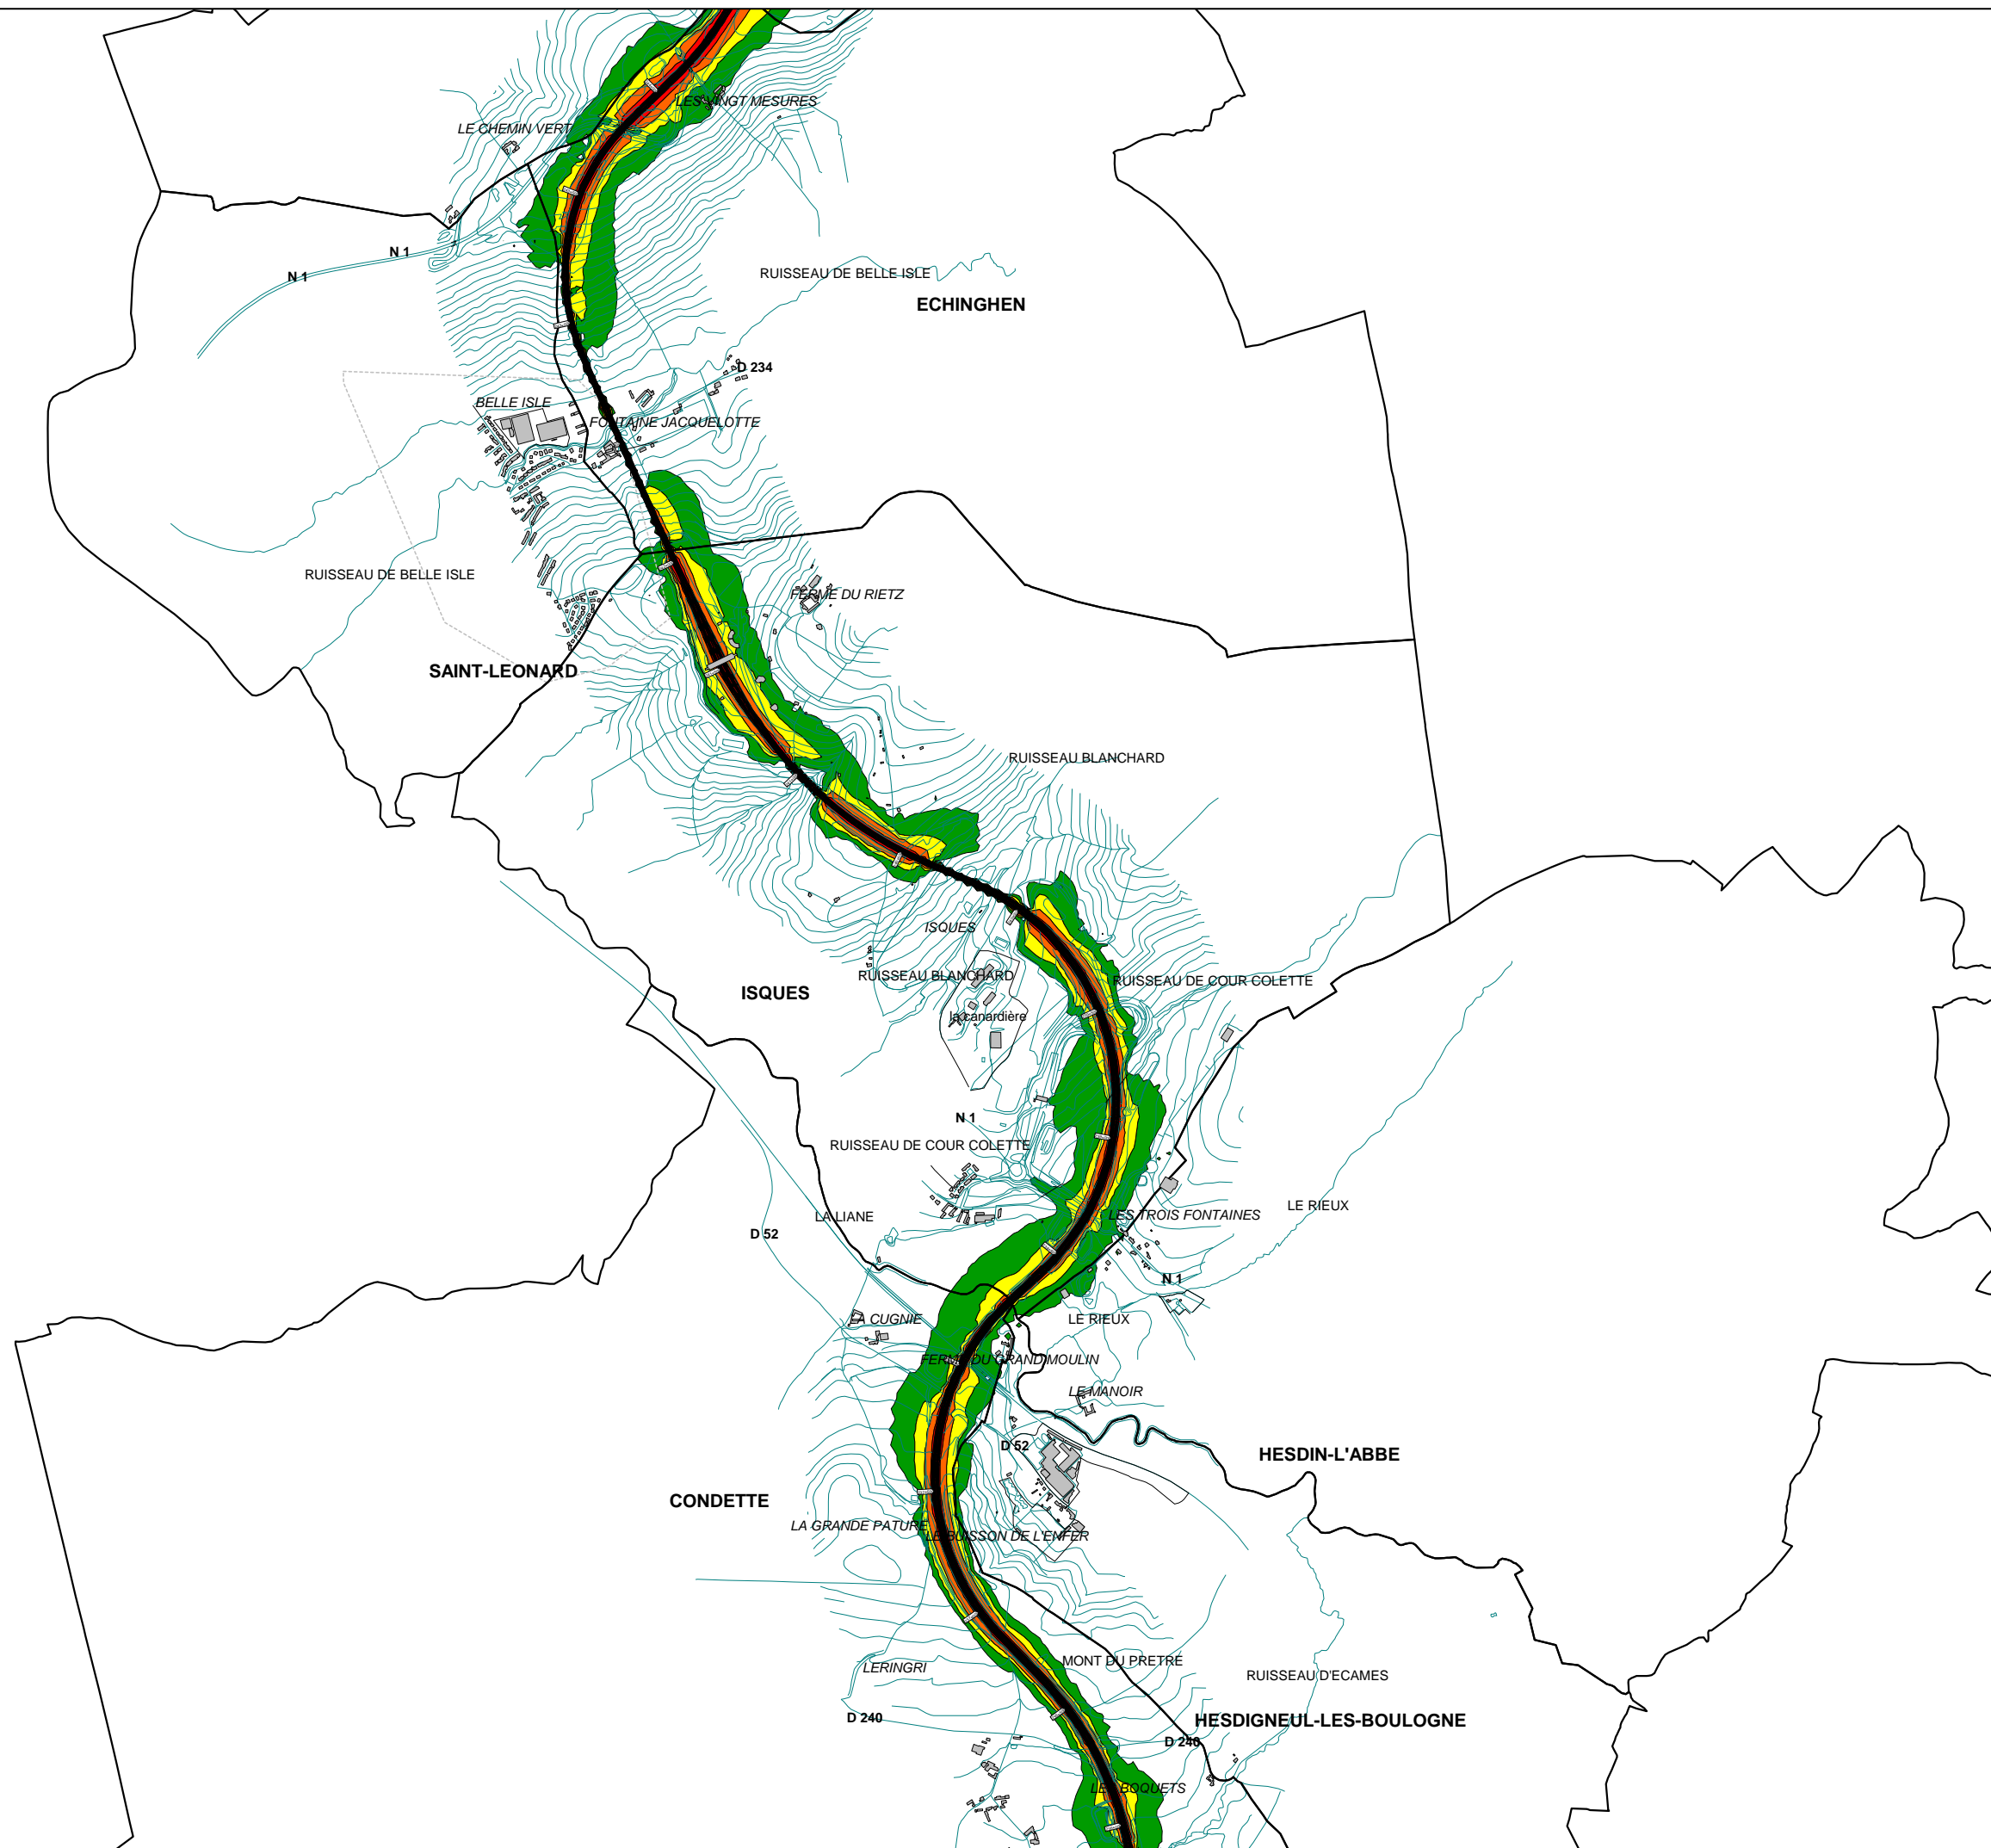 LES VINGT MESURES
LE CHEMIN VERT
N 1
N 1
RUISSEAU DE BELLE ISLE
ECHINGHEN
D 234
BELLE ISLE
FONTAINE JACQUELOTTE
RUISSEAU DE BELLE ISLE
FERME DU RIETZ
SAINT-LEONARD
RUISSEAU BLANCHARD
ISQUES
RUISSEAU BLANCHARD
RUISSEAU DE COUR COLETTE
ISQUES
la canardière
N 1
RUISSEAU DE COUR COLETTE
LE RIEUX
LA LIANE
LES TROIS FONTAINES
D 52
N 1
LA CUGNIE
LE RIEUX
FERME DU GRAND MOULIN
LE MANOIR
D 52
HESDIN-L'ABBE
CONDETTE
LA GRANDE PATURE
LE BUISSON DE L'ENFER
MONT DU PRETRE
LERINGRI
RUISSEAU D'ECAMES
D 240
HESDIGNEUL-LES-BOULOGNE
D 240
LES BOQUETS